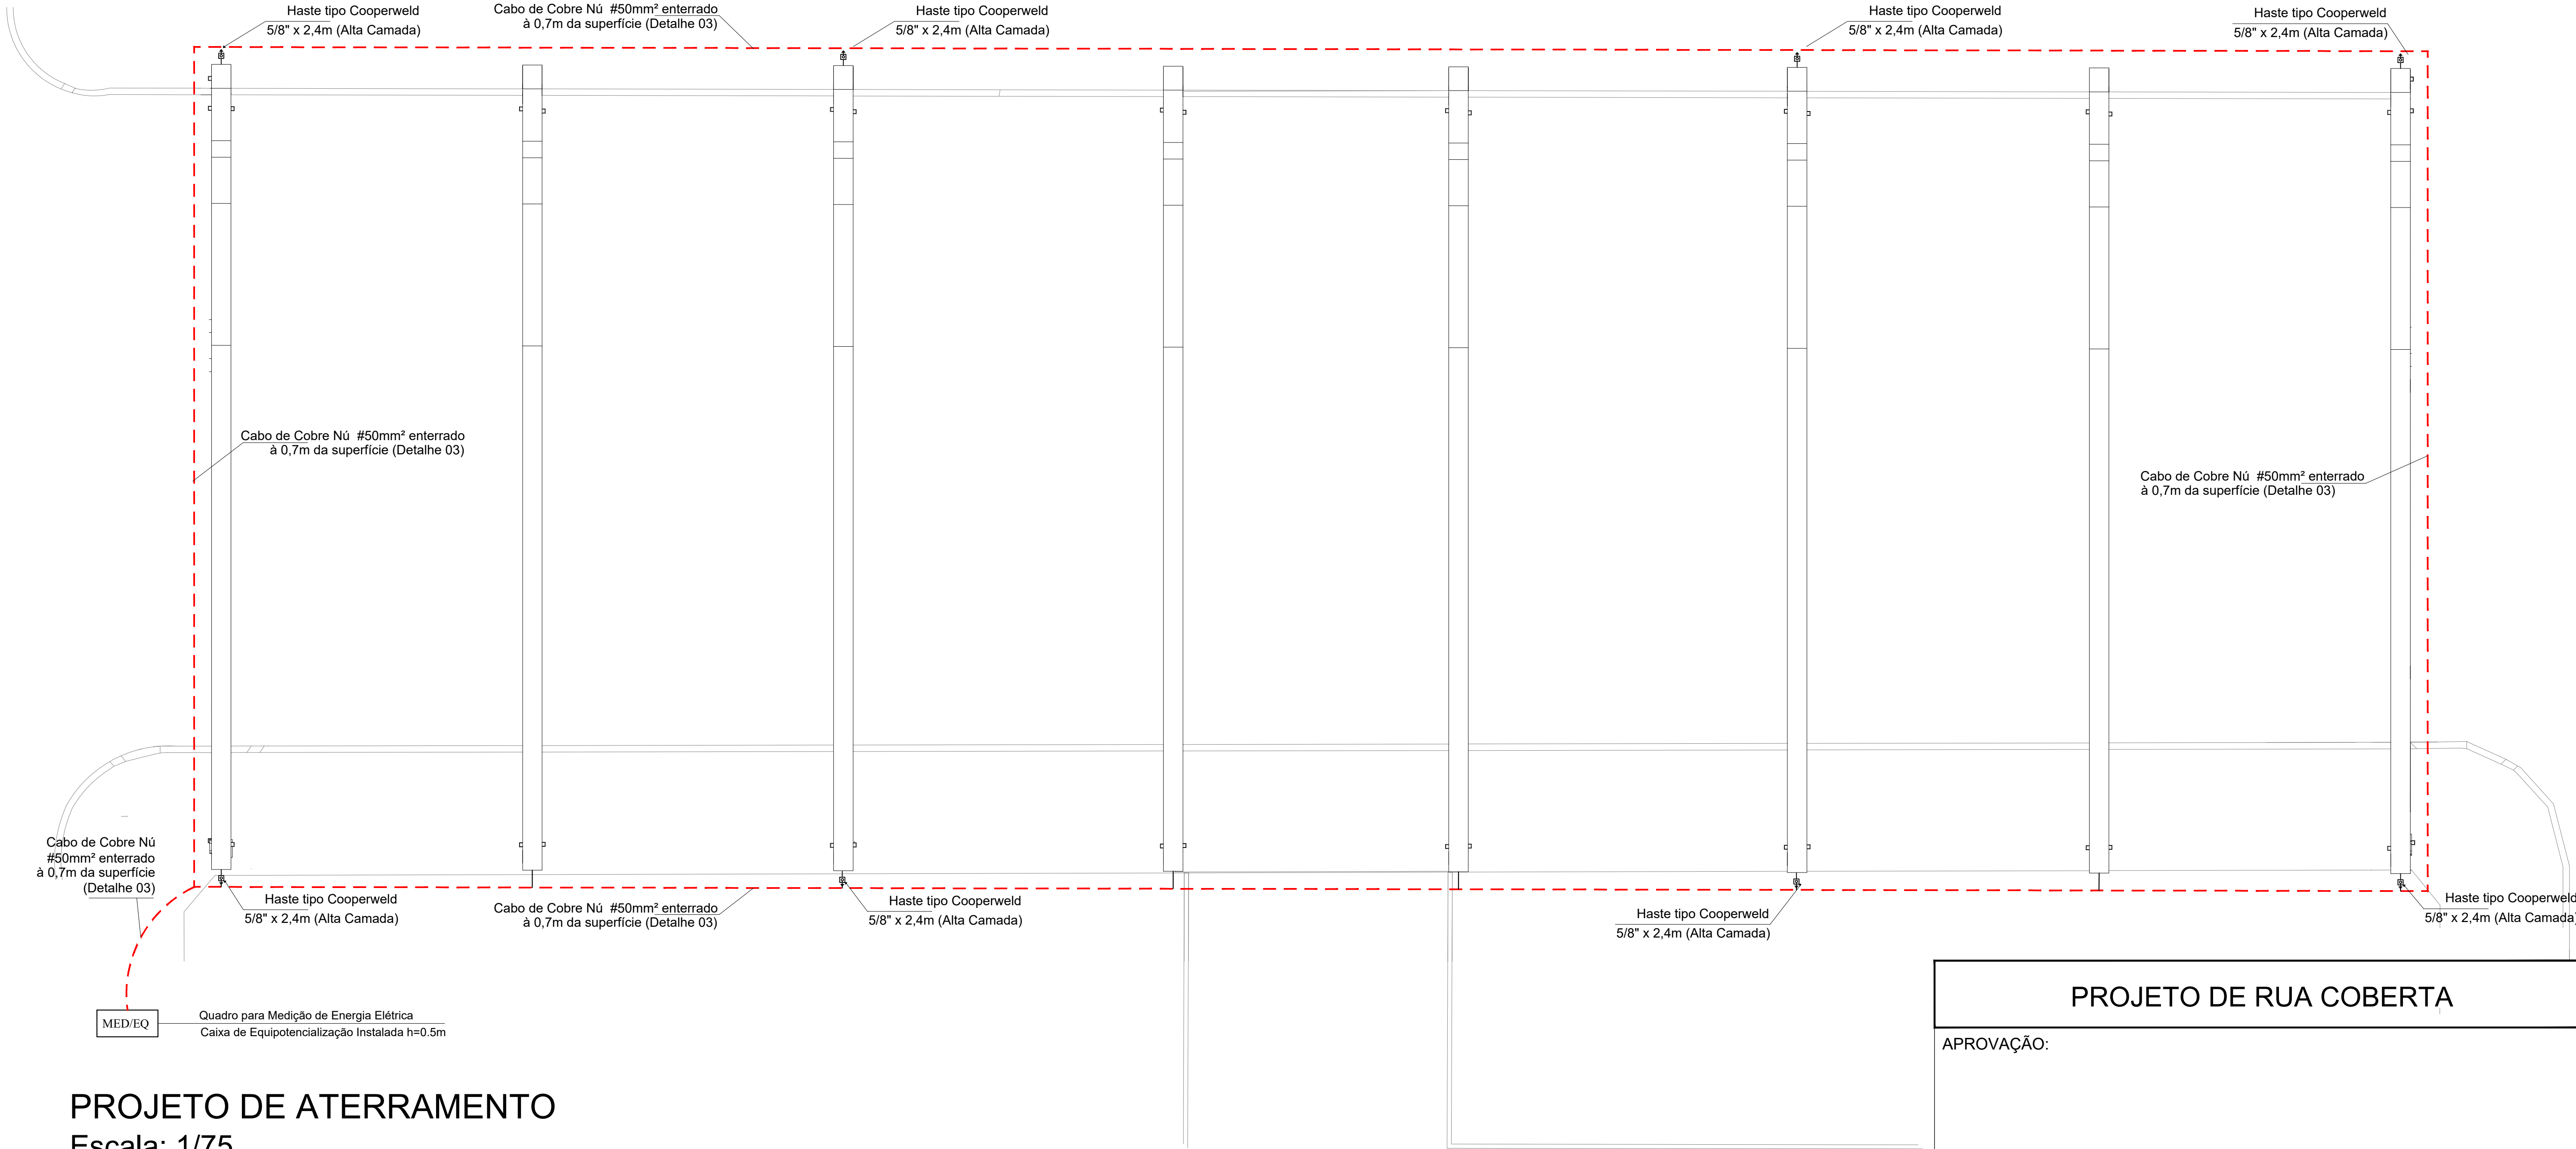 Haste tipo Cooperweld
5/8" x 2,4m (Alta Camada)
Cabo de Cobre Nú #50mm² enterrado
à 0,7m da superfície (Detalhe 03)
Haste tipo Cooperweld
5/8" x 2,4m (Alta Camada)
Haste tipo Cooperweld
5/8" x 2,4m (Alta Camada)
Haste tipo Cooperweld
5/8" x 2,4m (Alta Camada)
Cabo de Cobre Nú #50mm² enterrado
à 0,7m da superfície (Detalhe 03)
Cabo de Cobre Nú #50mm² enterrado
à 0,7m da superfície (Detalhe 03)
Cabo de Cobre Nú
#50mm² enterrado
à 0,7m da superfície
(Detalhe 03)
Haste tipo Cooperweld
5/8" x 2,4m (Alta Camada)
Cabo de Cobre Nú #50mm² enterrado
à 0,7m da superfície (Detalhe 03)
Haste tipo Cooperweld
5/8" x 2,4m (Alta Camada)
Haste tipo Cooperweld
5/8" x 2,4m (Alta Camada)
Haste tipo Cooperweld
5/8" x 2,4m (Alta Camada)
MED/EQ
Quadro para Medição de Energia Elétrica
Caixa de Equipotencialização Instalada h=0.5m
PROJETO DE RUA COBERTA
APROVAÇÃO:
PROJETO DE ATERRAMENTO
Escala: 1/75